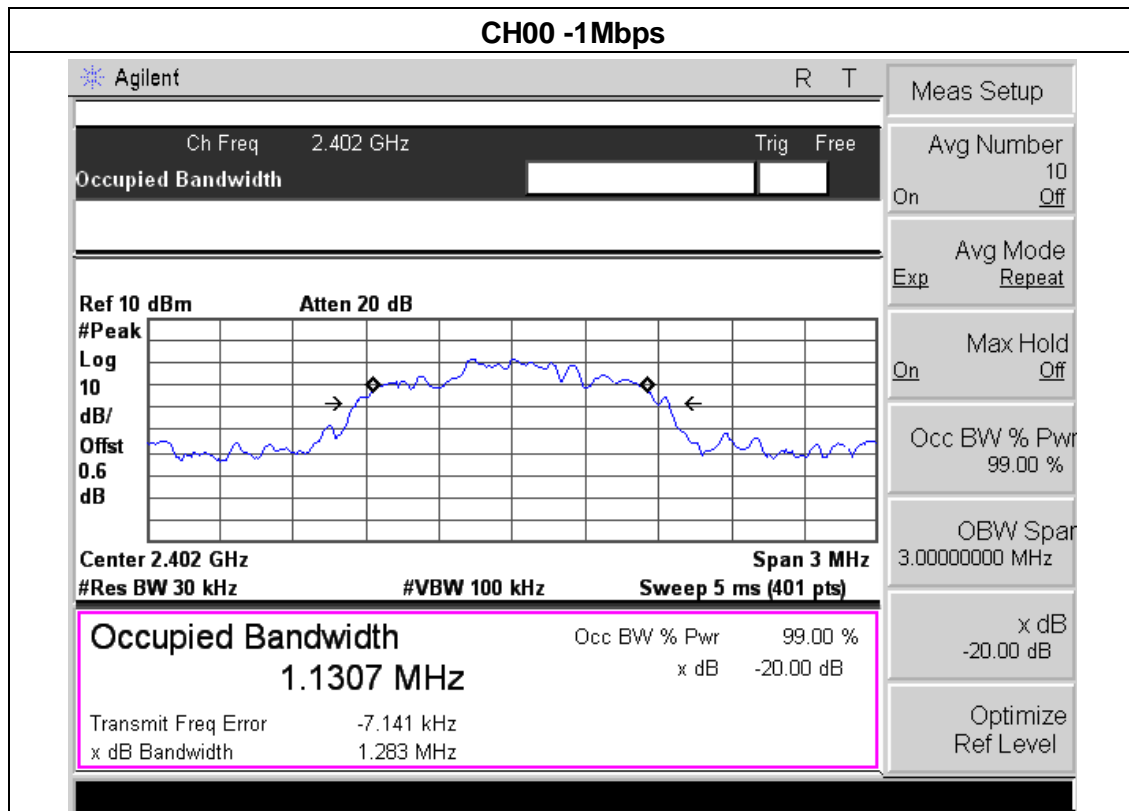 CH00 -1Mbps
Agilent R T
Ch Freq 2.402 GHz Trig Free
Occupied Bandwidth
Ref 10 dBm Atten 20 dB
#Peak
Log
10
dB/
Offst
0.6
dB
Center 2.402 GHz Span 3 MHz
#Res BW 30 kHz #VBW 100 kHz Sweep 5 ms (401 pts)
Occupied Bandwidth
1.1307 MHz
Occ BW % Pwr 99.00 %
x dB -20.00 dB
Transmit Freq Error -7.141 kHz
x dB Bandwidth 1.283 MHz
Meas Setup
Avg Number
10
On Off
Avg Mode
Exp Repeat
Max Hold
On Off
Occ BW % Pwr
99.00 %
OBW Span
3.00000000 MHz
x dB
-20.00 dB
Optimize
Ref Level